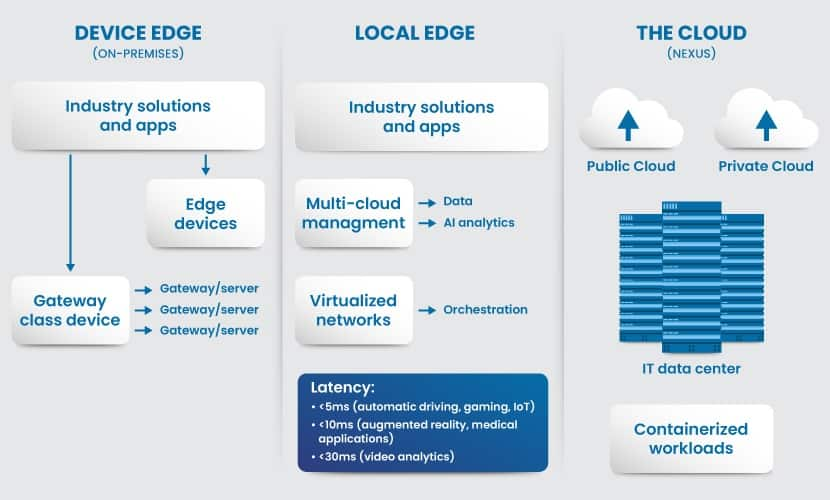 DEVICE EDGE
(ON-PREMISES)
Industry solutions
and apps
Edge
devices
Gateway
class device
Gateway/server
Gateway/server
Gateway/server
LOCAL EDGE
Industry solutions
and apps
Multi-cloud
managment
Data
AI analytics
Virtualized
networks
Orchestration
Latency:
• <5ms (automatic driving, gaming, IoT)
• <10ms (augmented reality, medical
applications)
• <30ms (video analytics)
THE CLOUD
(NEXUS)
Public Cloud
Private Cloud
IT data center
Containerized
workloads